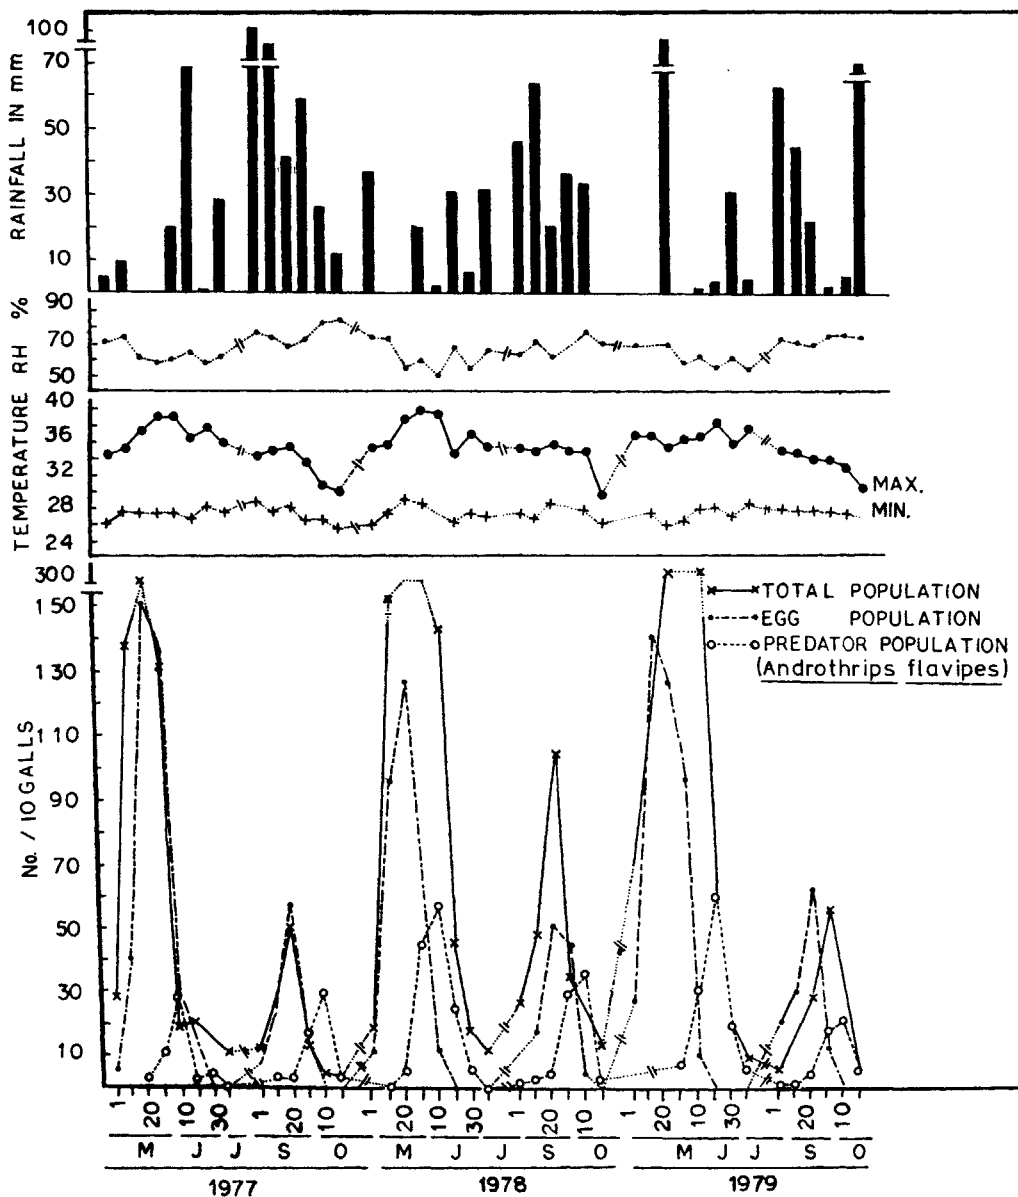 RAINFALL IN mm
100
70
50
30
10
RH %
90
70
50
TEMPERATURE
40
36
32
28
24
MAX.
MIN.
No. / 10 GALLS
300
150
130
110
90
70
50
30
10
TOTAL POPULATION
EGG POPULATION
PREDATOR POPULATION
(Androthrips flavipes)
1 20 10 30 1 20 10 1 20 10 30 1 20 10 1 20 10 30 1 20 10
M J J S O M J J S O M J J S O
1977 1978 1979